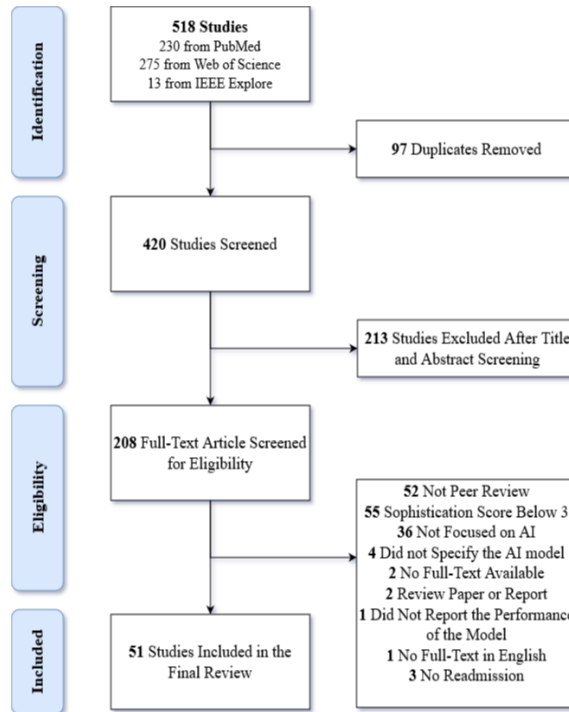 Identification
518 Studies
230 from PubMed
275 from Web of Science
13 from IEEE Explore
97 Duplicates Removed
Screening
420 Studies Screened
213 Studies Excluded After Title
and Abstract Screening
Eligibility
208 Full-Text Article Screened
for Eligibility
52 Not Peer Review
55 Sophistication Score Below 3
36 Not Focused on AI
4 Did not Specify the AI model
2 No Full-Text Available
2 Review Paper or Report
1 Did Not Report the Performance
of the Model
1 No Full-Text in English
3 No Readmission
Included
51 Studies Included in the
Final Review